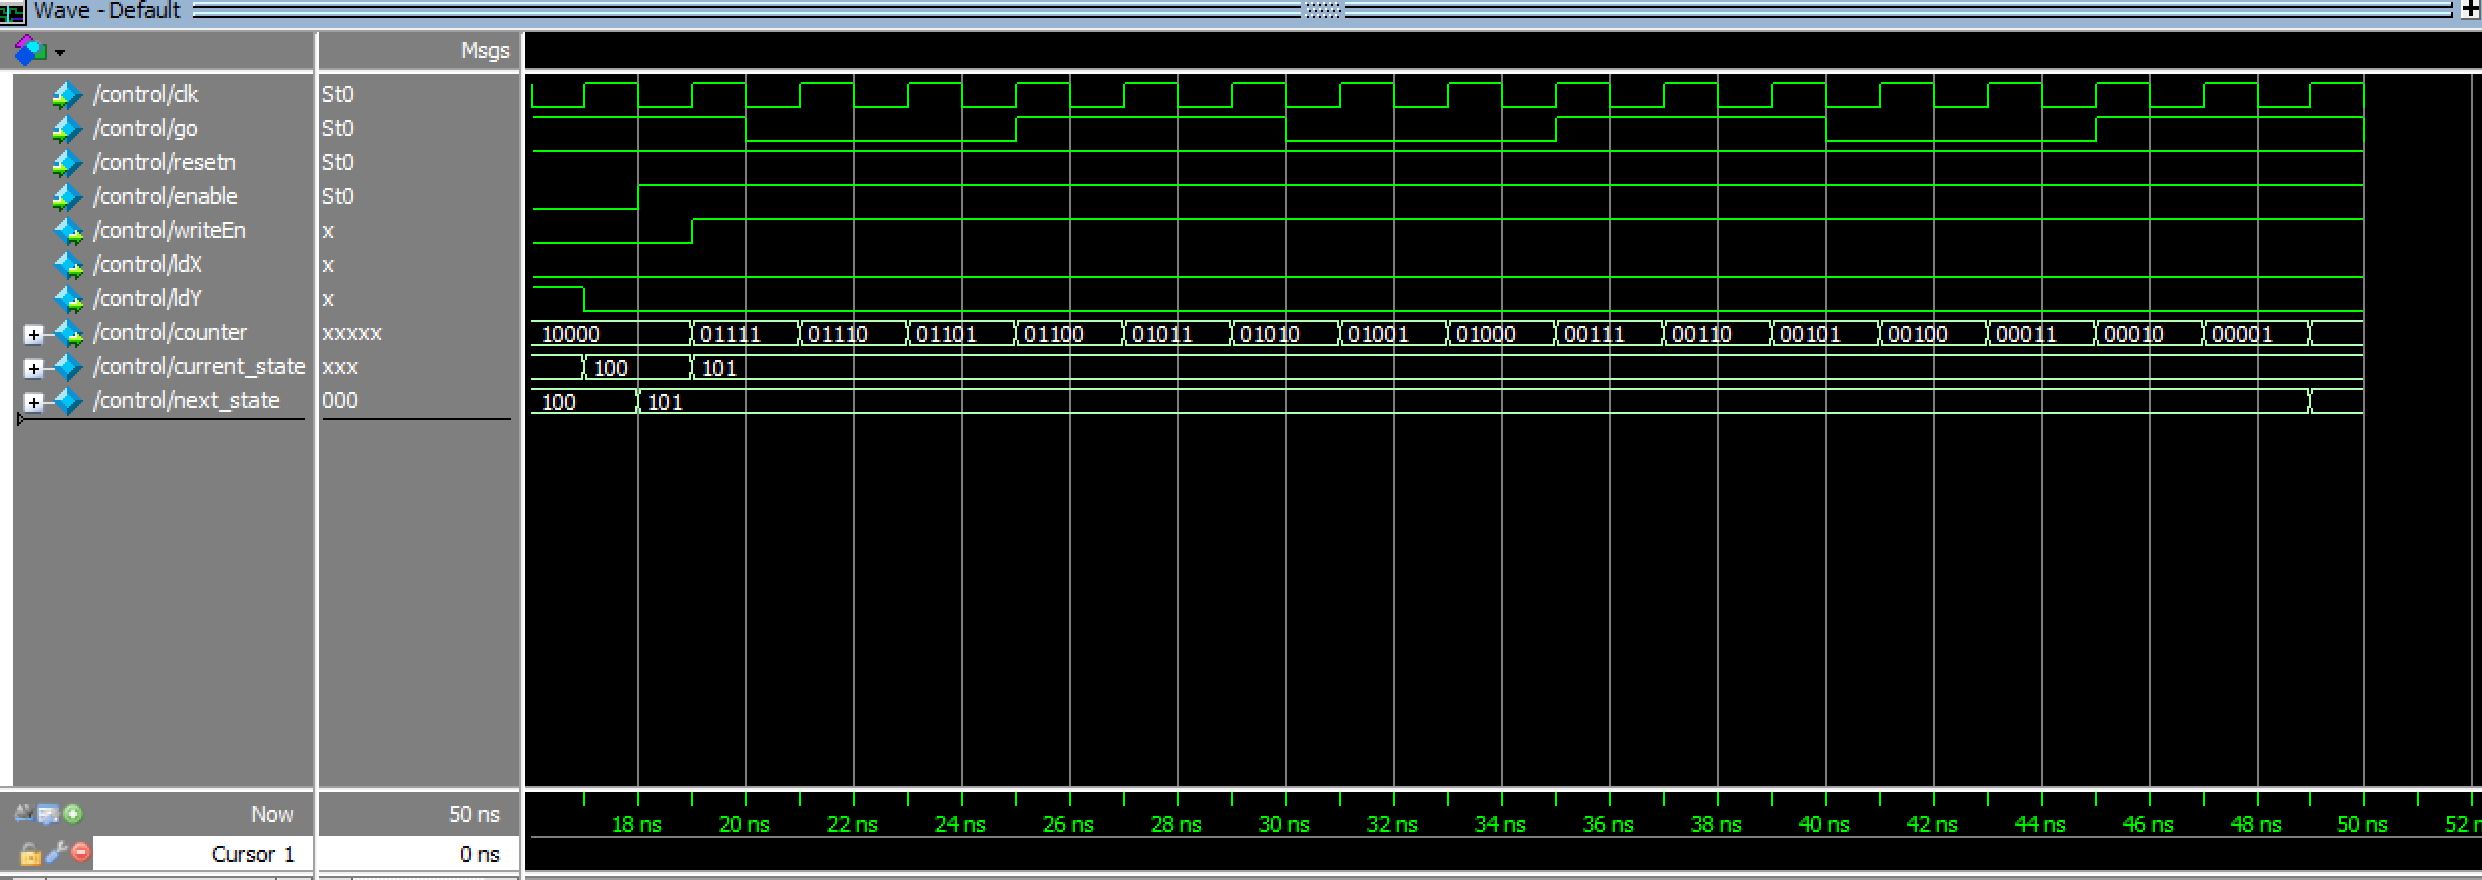 Wave - Default
Msgs
/control/clk St0
/control/go St0
/control/resetn St0
/control/enable St0
/control/writeEn x
/control/ldX x
/control/ldY x
/control/counter xxxxx 10000 01111 01110 01101 01100 01011 01010 01001 01000 00111 00110 00101 00100 00011 00010 00001
/control/current_state xxx 100 101
/control/next_state 000 100 101
Now 50 ns 18 ns 20 ns 22 ns 24 ns 26 ns 28 ns 30 ns 32 ns 34 ns 36 ns 38 ns 40 ns 42 ns 44 ns 46 ns 48 ns 50 ns 52
Cursor 1 0 ns